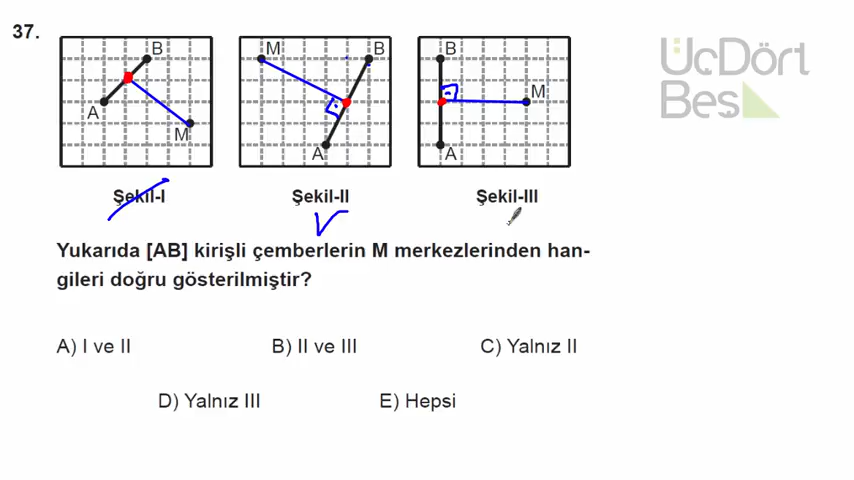 37.
ÜçDört
Beş
B
A
M
M
B
A
B
M
A
Şekil-I
Şekil-II
Şekil-III
Yukarıda [AB] kirişli çemberlerin M merkezlerinden han-
gileri doğru gösterilmiştir?
A) I ve II
B) II ve III
C) Yalnız II
D) Yalnız III
E) Hepsi